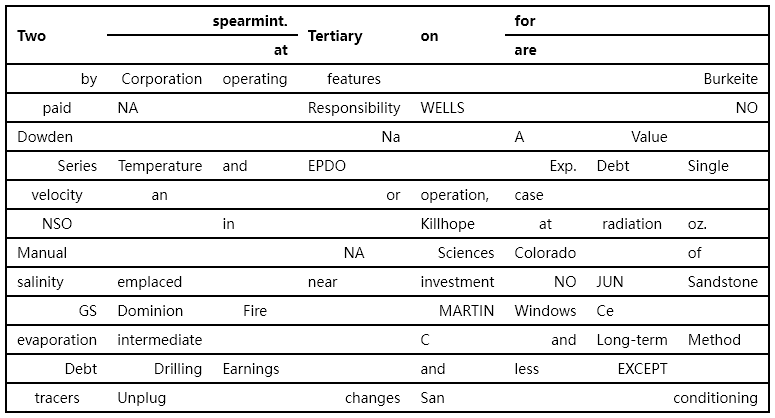 spearmint. for
Two Tertiary on
at are
by Corporation operating features Burkeite
paid NA Responsibility WELLS NO
Dowden Na A Value
Series Temperature and EPDO Exp. Debt Single
velocity an or operation, case
NSO in Killhope at radiation oz.
Manual NA Sciences Colorado of
salinity emplaced near investment NO JUN Sandstone
GS Dominion Fire MARTIN Windows Ce
evaporation intermediate C and Long-term Method
Debt Drilling Earnings and less EXCEPT
tracers Unplug changes San conditioning